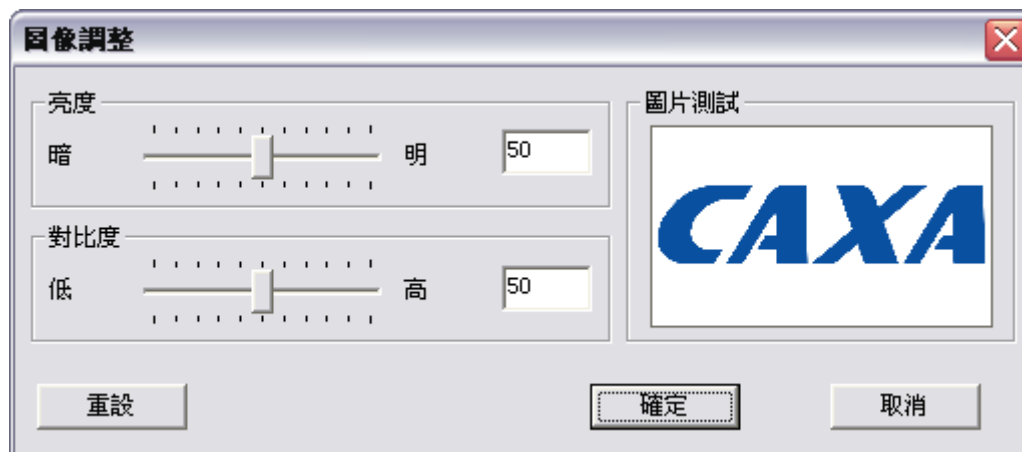 圖像調整
亮度
暗 明 50
對比度
低 高 50
圖片測試
CAXA
重設 確定 取消